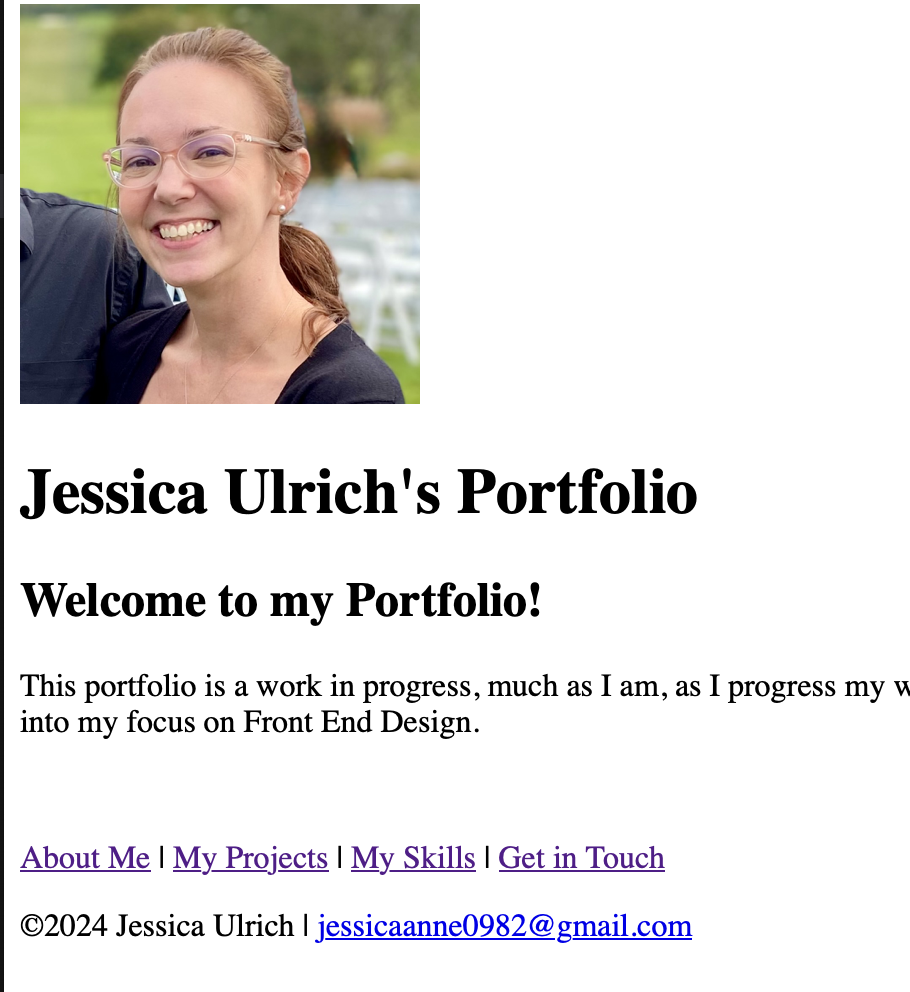 Jessica Ulrich's Portfolio
Welcome to my Portfolio!
This portfolio is a work in progress, much as I am, as I progress my
into my focus on Front End Design.
About Me | My Projects | My Skills | Get in Touch
©2024 Jessica Ulrich | jessicaanne0982@gmail.com